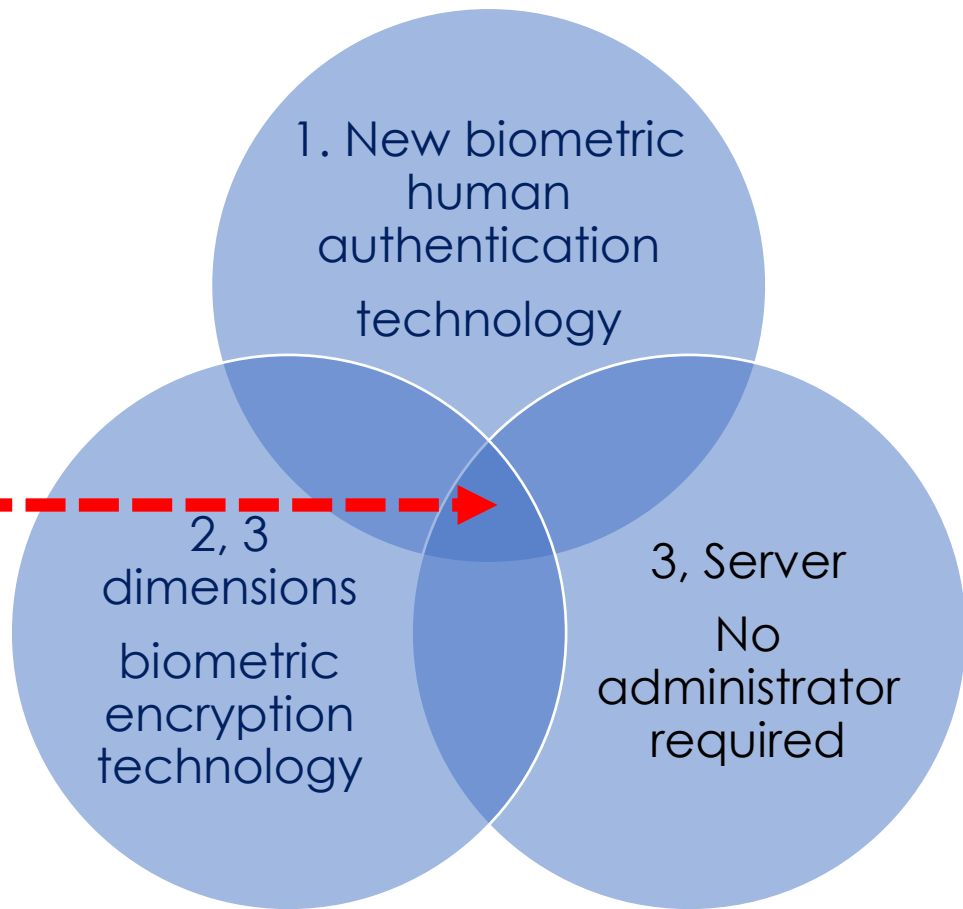 1. New biometric
human
authentication
technology
2, 3
dimensions
biometric
encryption
technology
3, Server
No
administrator
required